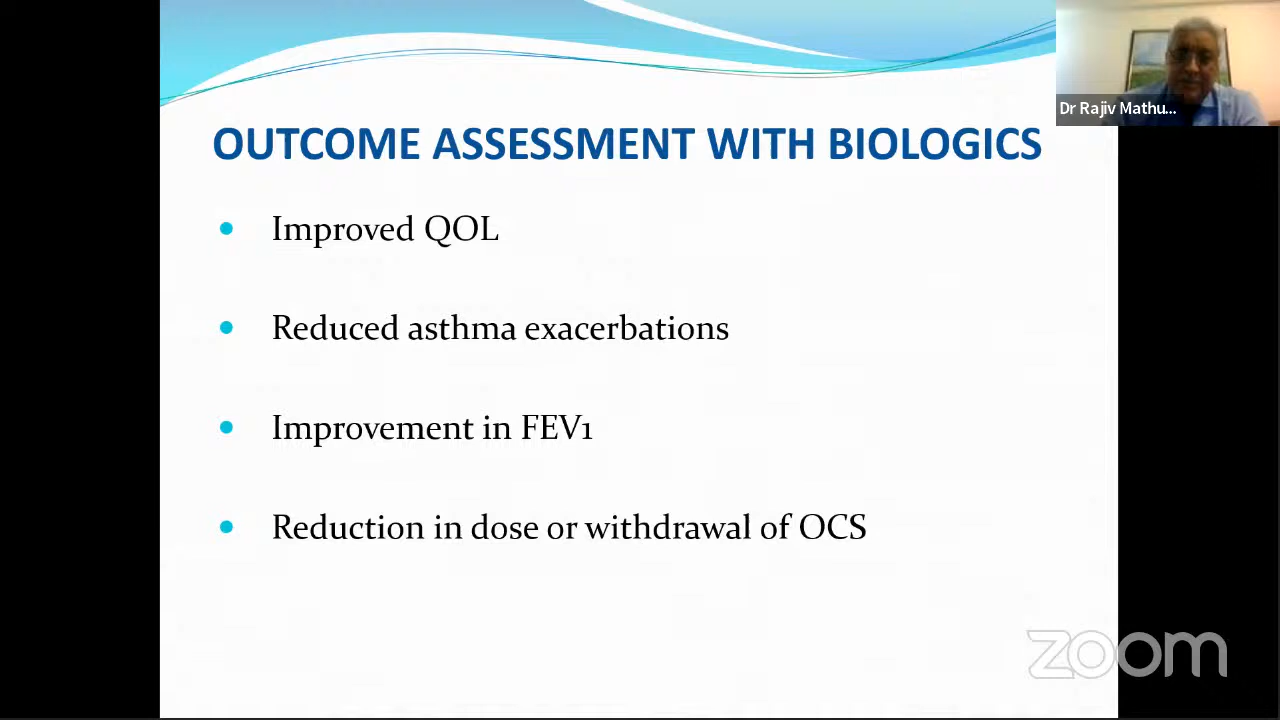 Dr Rajiv Mathu...
OUTCOME ASSESSMENT WITH BIOLOGICS
Improved QOL
Reduced asthma exacerbations
Improvement in FEV1
Reduction in dose or withdrawal of OCS
zoom